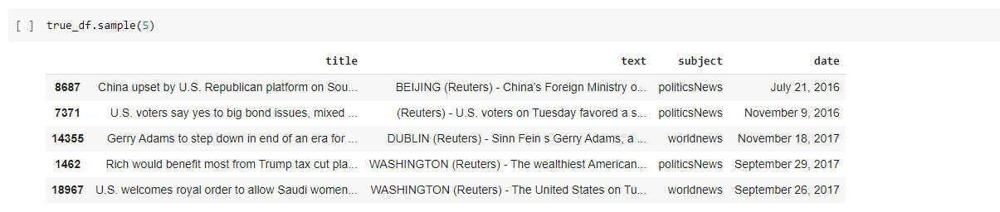 [ ] true_df.sample(5)
title text subject date
8687 China upset by U.S. Republican platform on Sou... BEIJING (Reuters) - China's Foreign Ministry o... politicsNews July 21, 2016
7371 U.S. voters say yes to big bond issues, mixed ... (Reuters) - U.S. voters on Tuesday favored a s... politicsNews November 9, 2016
14355 Gerry Adams to step down in end of an era for ... DUBLIN (Reuters) - Sinn Fein s Gerry Adams, a ... worldnews November 18, 2017
1462 Rich would benefit most from Trump tax cut pla... WASHINGTON (Reuters) - The wealthiest American... politicsNews September 29, 2017
18967 U.S. welcomes royal order to allow Saudi women... WASHINGTON (Reuters) - The United States on Tu... worldnews September 26, 2017